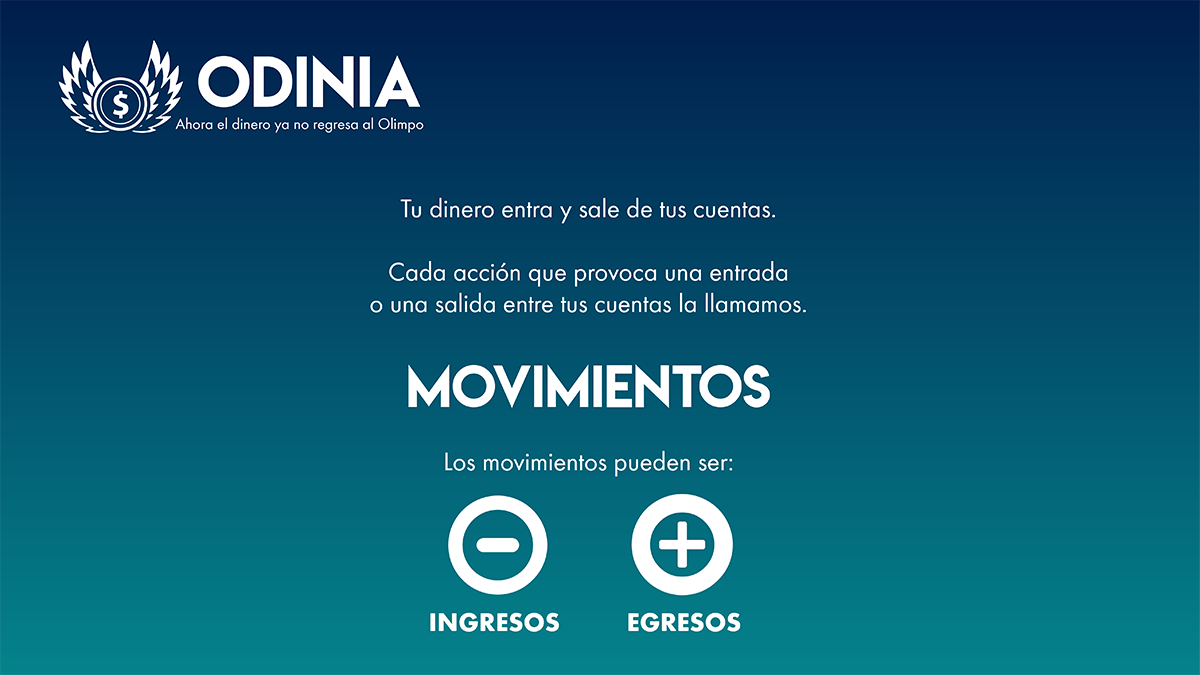 $
ODINIA
Ahora el dinero ya no regresa al Olimpo
Tu dinero entra y sale de tus cuentas.
Cada acción que provoca una entrada
o una salida entre tus cuentas la llamamos.
MOVIMIENTOS
Los movimientos pueden ser:
INGRESOS EGRESOS